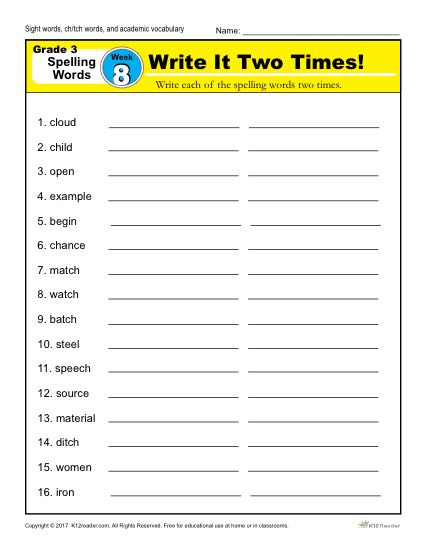 Sight words, ch/tch words, and academic vocabulary
Name:
Grade 3
Spelling
Words
Week
8
Write It Two Times!
Write each of the spelling words two times.
1. cloud
2. child
3. open
4. example
5. begin
6. chance
7. match
8. watch
9. batch
10. steel
11. speech
12. source
13. material
14. ditch
15. women
16. iron
Copyright © 2017 K12reader.com. All Rights Reserved. Free for educational use at home or in classrooms.
K12Reader